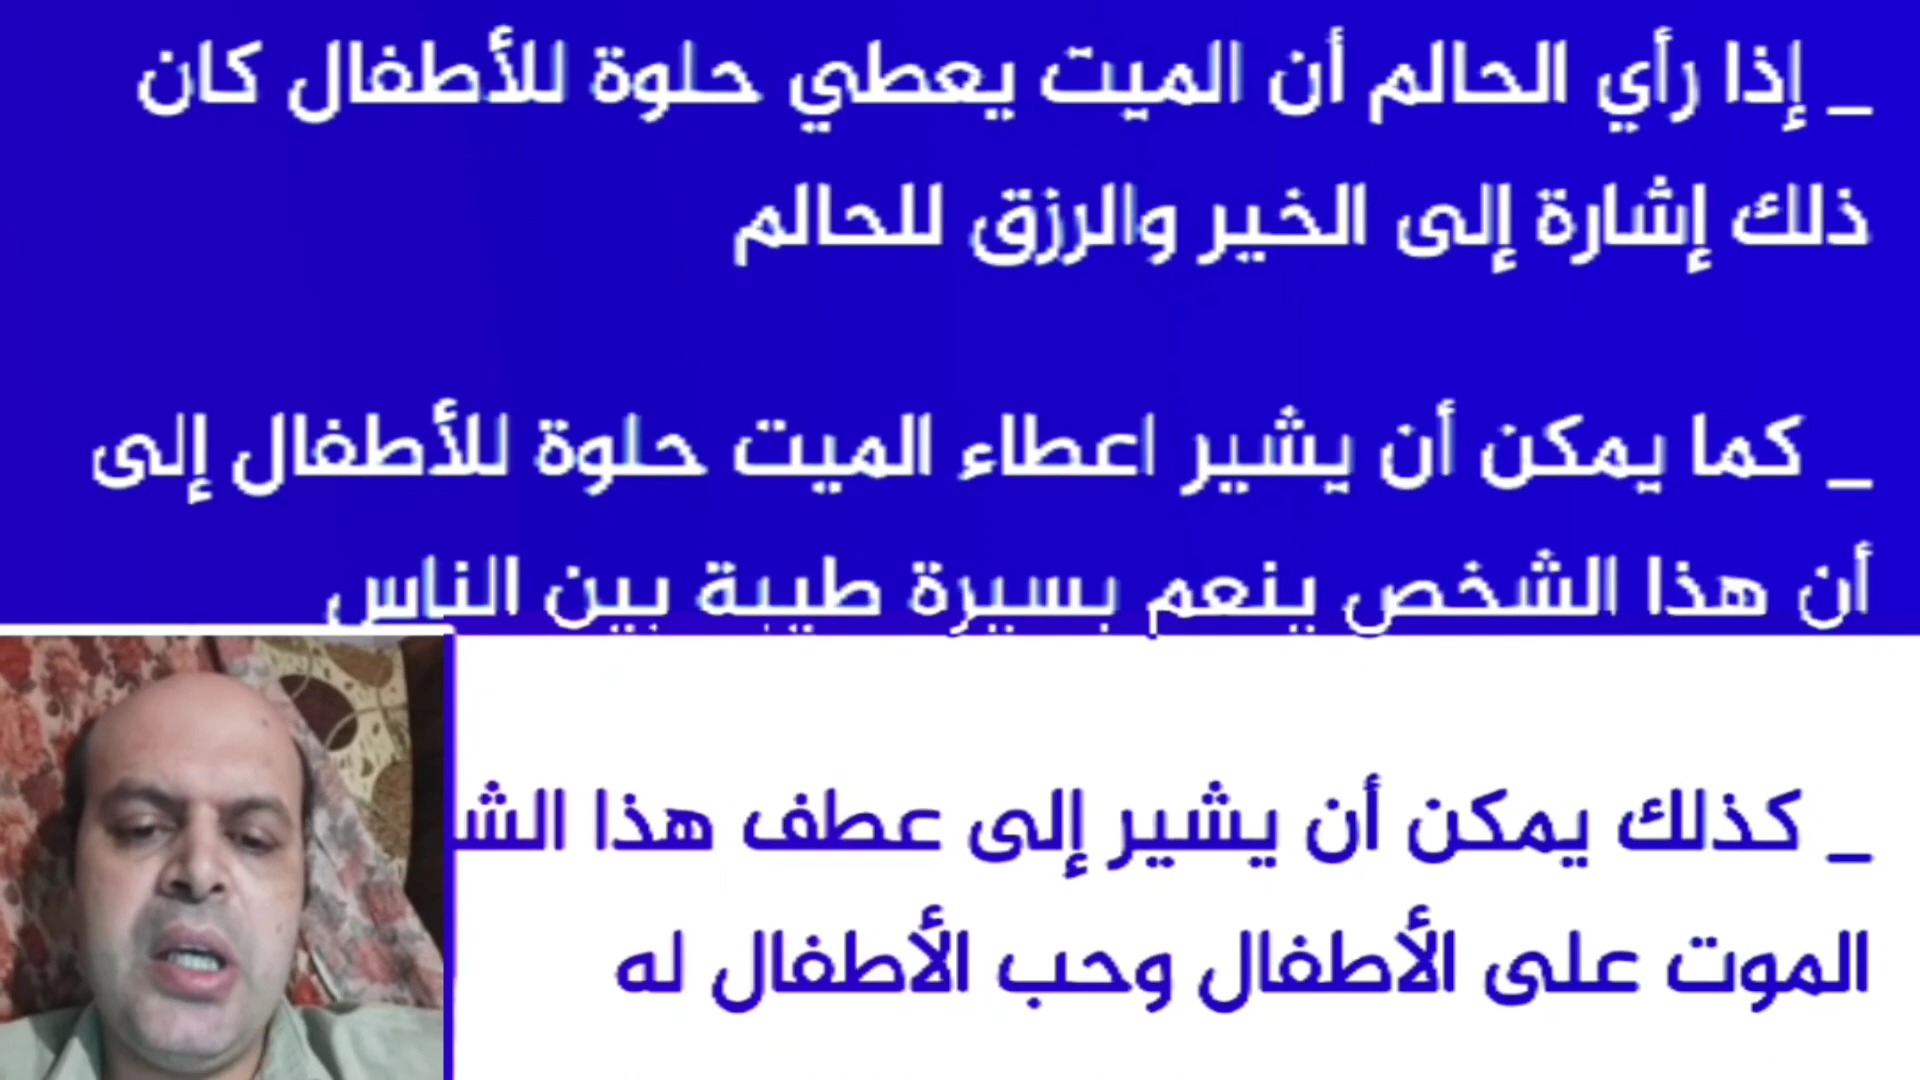 _ إذا رأي الحالم أن الميت يعطي حلوة للأطفال كان
ذلك إشارة إلى الخير والرزق للحالم
_ كما يمكن أن يشير اعطاء الميت حلوة للأطفال إلى
أن هذا الشخص ينعم بسيرة طيبة بين الناس
_ كذلك يمكن أن يشير إلى عطف هذا
الموت على الأطفال وحب الأطفال له